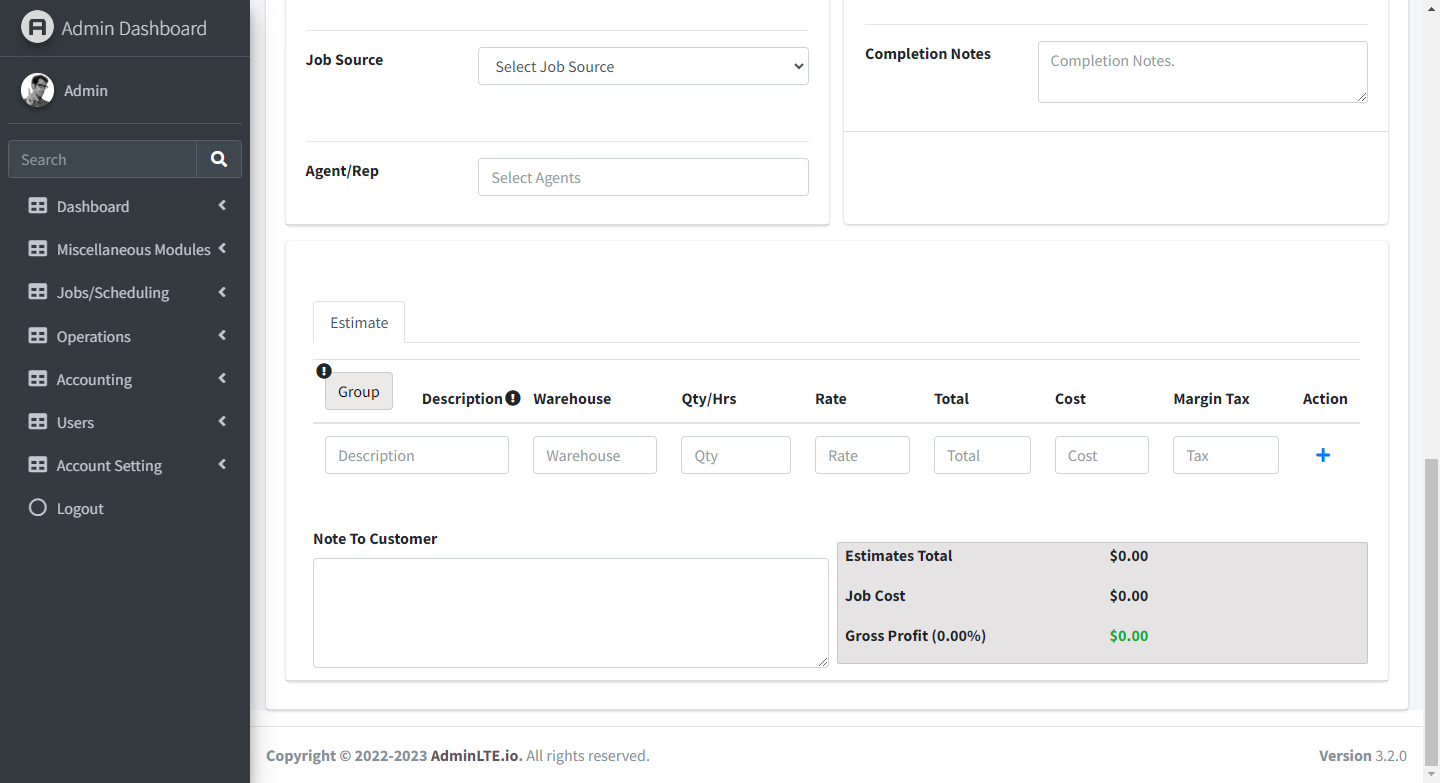 Admin Dashboard
Admin
Search
Dashboard
Miscellaneous Modules
Jobs/Scheduling
Operations
Accounting
Users
Account Setting
Logout
Job Source
Select Job Source
Agent/Rep
Select Agents
Completion Notes
Completion Notes.
Estimate
Group Description Warehouse Qty/Hrs Rate Total Cost Margin Tax Action
Description Warehouse Qty Rate Total Cost Tax
Note To Customer
Estimates Total $0.00
Job Cost $0.00
Gross Profit (0.00%) $0.00
Copyright © 2022-2023 AdminLTE.io. All rights reserved.
Version 3.2.0